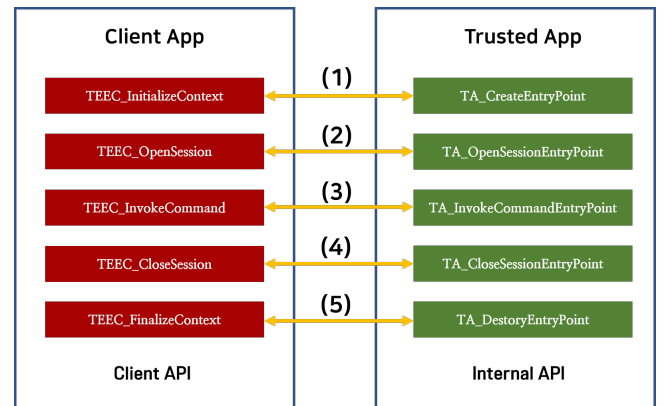 Client App
Trusted App
(1)
TEEC_InitializeContext
TA_CreateEntryPoint
(2)
TEEC_OpenSession
TA_OpenSessionEntryPoint
(3)
TEEC_InvokeCommand
TA_InvokeCommandEntryPoint
(4)
TEEC_CloseSession
TA_CloseSessionEntryPoint
(5)
TEEC_FinalizeContext
TA_DestoryEntryPoint
Client API
Internal API